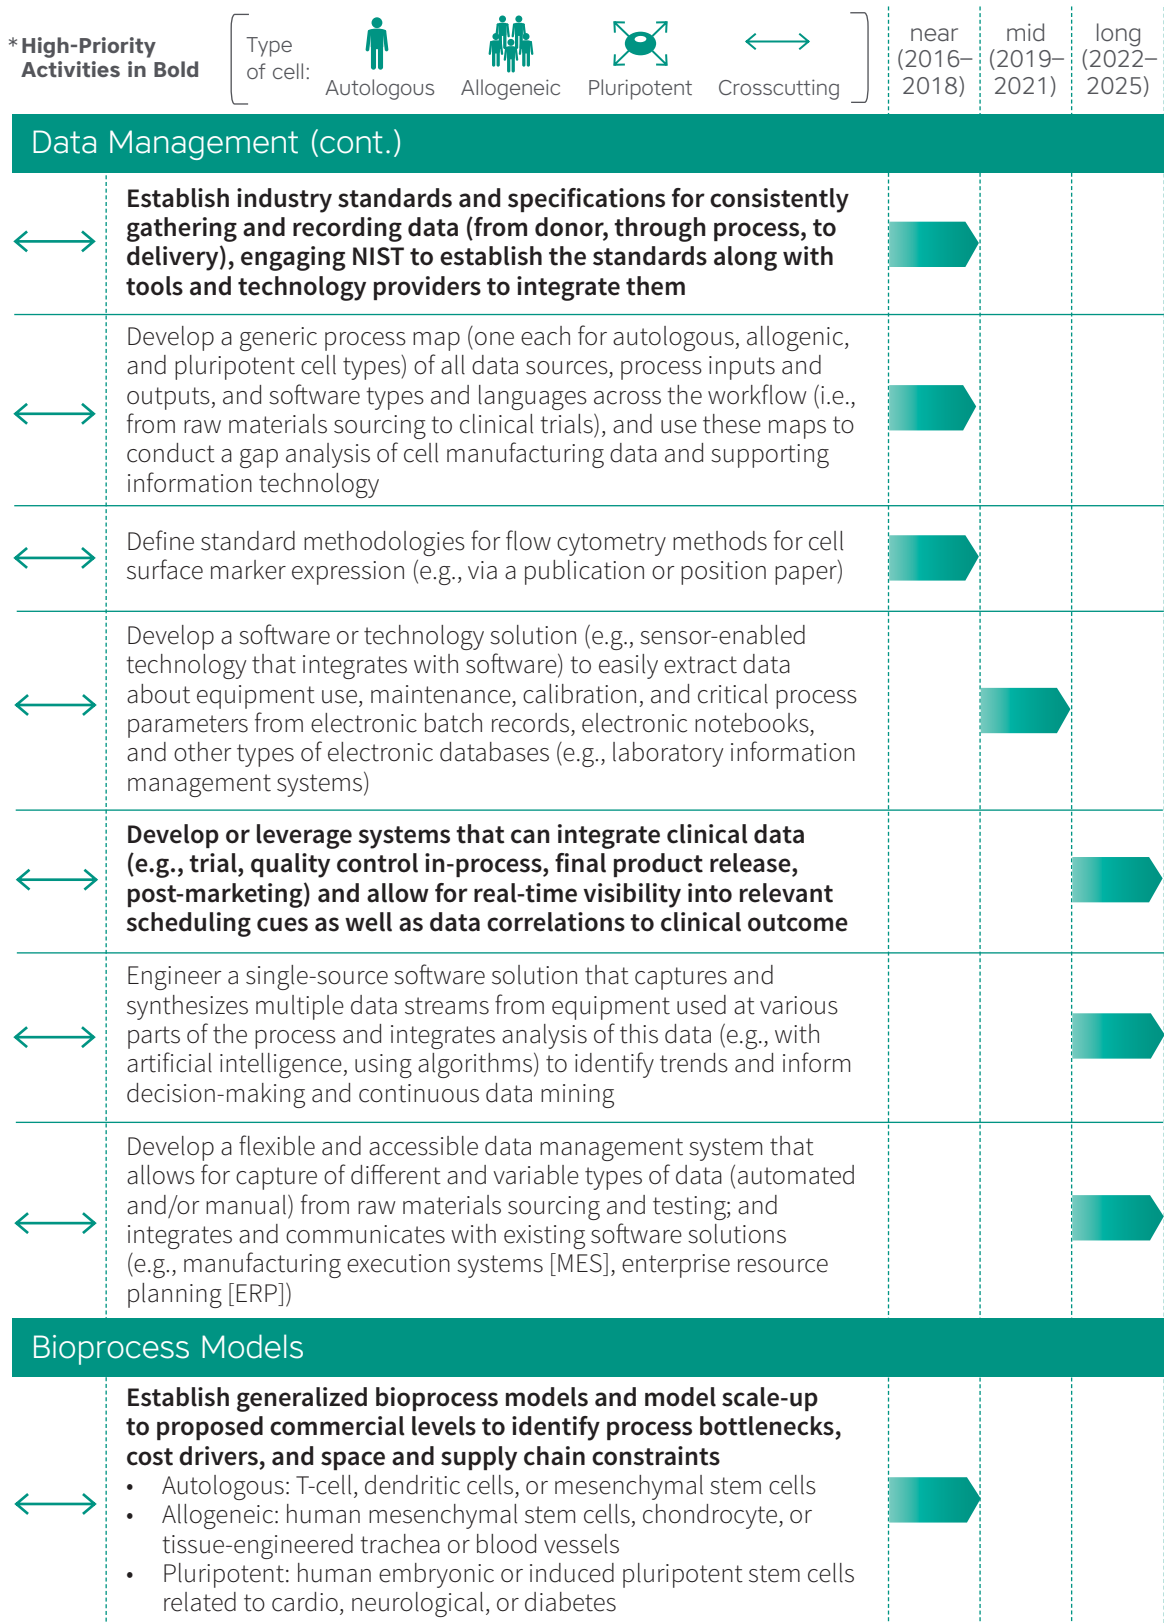 *High-Priority
Activities in Bold
Type
of cell:
Autologous
Allogeneic
Pluripotent
Crosscutting
near
(2016–
2018)
mid
(2019–
2021)
long
(2022–
2025)
Data Management (cont.)
Establish industry standards and specifications for consistently
gathering and recording data (from donor, through process, to
delivery), engaging NIST to establish the standards along with
tools and technology providers to integrate them
Develop a generic process map (one each for autologous, allogenic,
and pluripotent cell types) of all data sources, process inputs and
outputs, and software types and languages across the workflow (i.e.,
from raw materials sourcing to clinical trials), and use these maps to
conduct a gap analysis of cell manufacturing data and supporting
information technology
Define standard methodologies for flow cytometry methods for cell
surface marker expression (e.g., via a publication or position paper)
Develop a software or technology solution (e.g., sensor-enabled
technology that integrates with software) to easily extract data
about equipment use, maintenance, calibration, and critical process
parameters from electronic batch records, electronic notebooks,
and other types of electronic databases (e.g., laboratory information
management systems)
Develop or leverage systems that can integrate clinical data
(e.g., trial, quality control in-process, final product release,
post-marketing) and allow for real-time visibility into relevant
scheduling cues as well as data correlations to clinical outcome
Engineer a single-source software solution that captures and
synthesizes multiple data streams from equipment used at various
parts of the process and integrates analysis of this data (e.g., with
artificial intelligence, using algorithms) to identify trends and inform
decision-making and continuous data mining
Develop a flexible and accessible data management system that
allows for capture of different and variable types of data (automated
and/or manual) from raw materials sourcing and testing; and
integrates and communicates with existing software solutions
(e.g., manufacturing execution systems [MES], enterprise resource
planning [ERP])
Bioprocess Models
Establish generalized bioprocess models and model scale-up
to proposed commercial levels to identify process bottlenecks,
cost drivers, and space and supply chain constraints
• Autologous: T-cell, dendritic cells, or mesenchymal stem cells
• Allogeneic: human mesenchymal stem cells, chondrocyte, or
tissue-engineered trachea or blood vessels
• Pluripotent: human embryonic or induced pluripotent stem cells
related to cardio, neurological, or diabetes